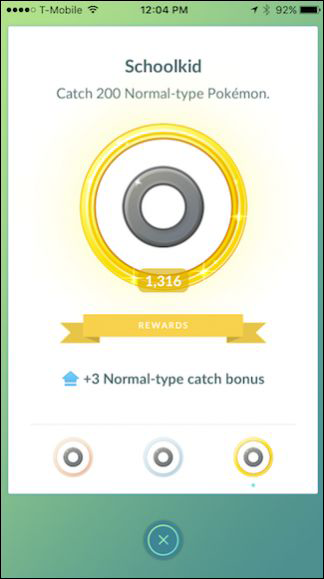 T-Mobile 12:04 PM 92%
Schoolkid
Catch 200 Normal-type Pokémon.
1,316
REWARDS
+3 Normal-type catch bonus